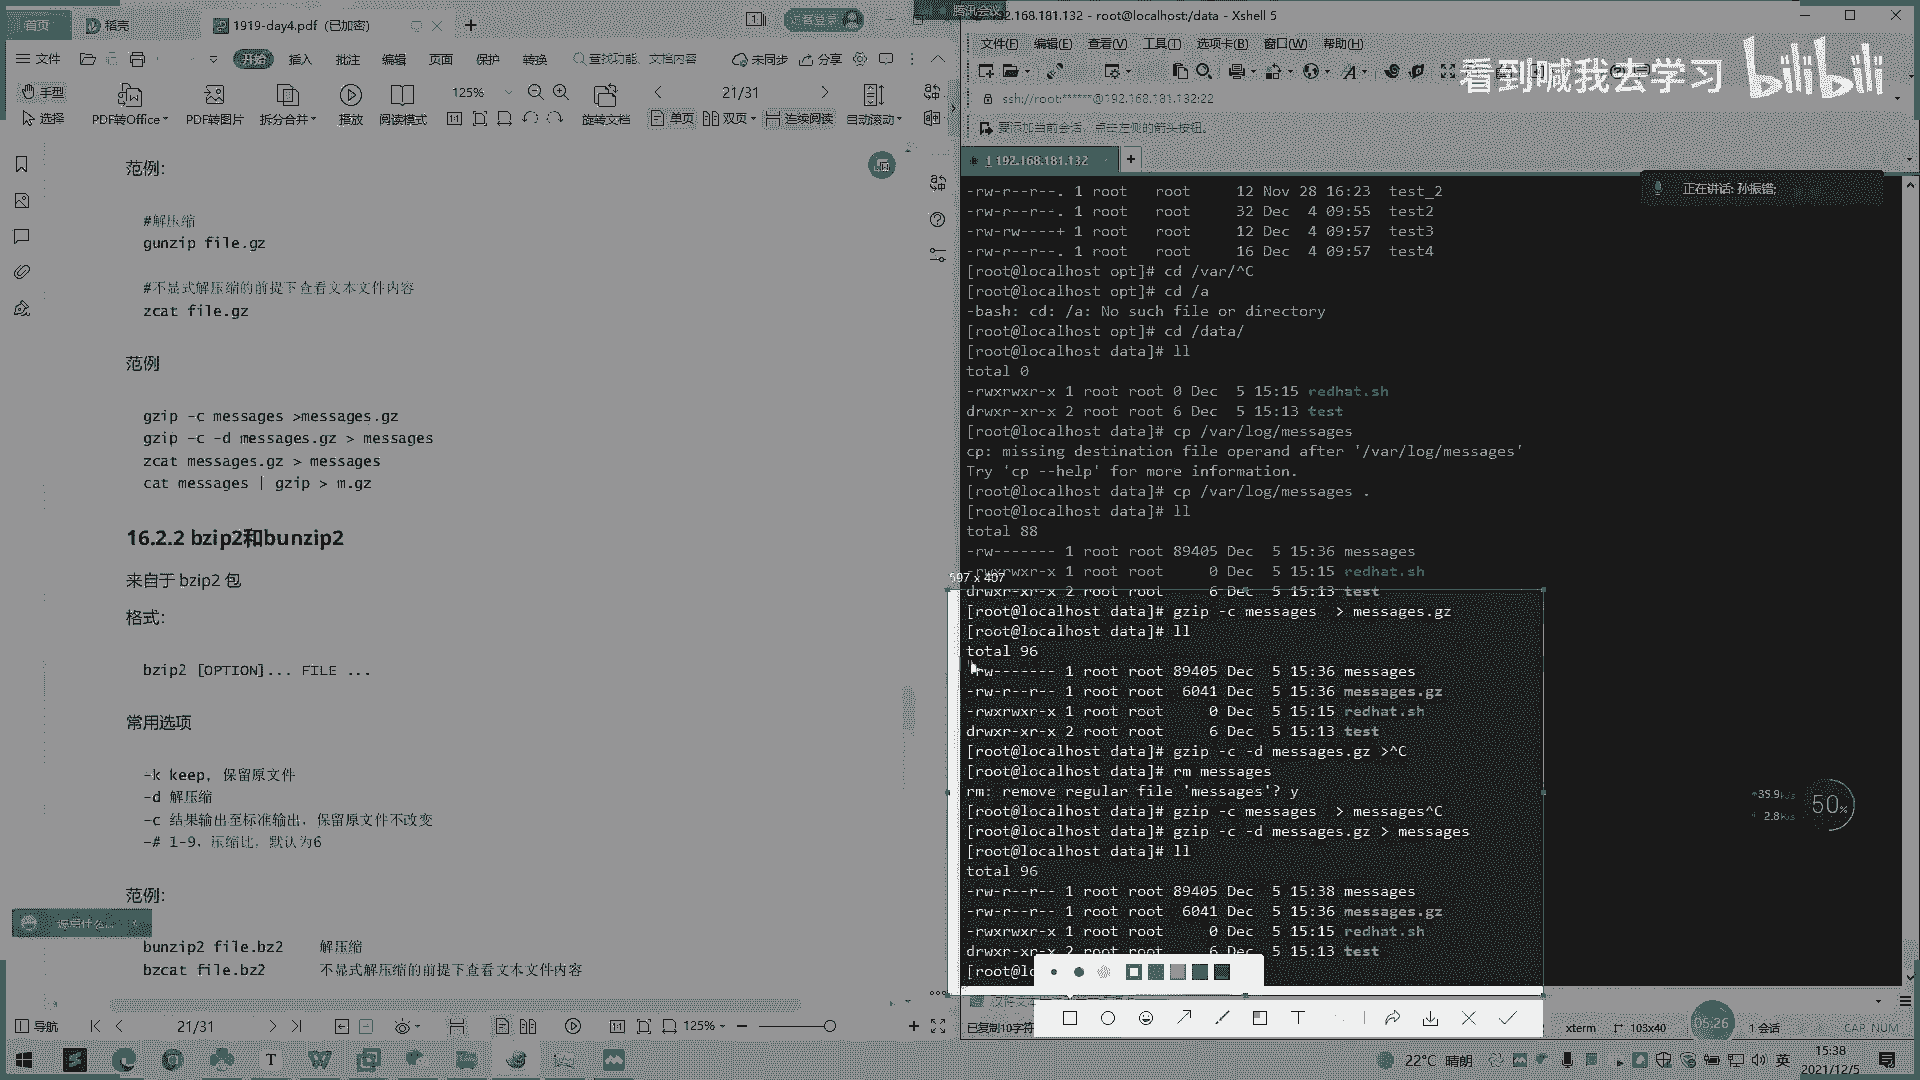 首页
稻壳
1919-day4.pdf (已加密)
文件
开始
插入
批注
编辑
页面
保护
转换
查找功能、文档内容
未同步
分享
手型
选择
PDF转Office
PDF转图片
拆分合并
播放
阅读模式
125%
旋转文档
21/31
单页
双页
连续阅读
自动滚动
范例：
#解压缩
gunzip file.gz
#不显式解压缩的前提下查看文本文件内容
zcat file.gz
范例
gzip -c messages >messages.gz
gzip -c -d messages.gz > messages
zcat messages.gz > messages
cat messages | gzip > m.gz
16.2.2 bzip2和bunzip2
来自于 bzip2 包
格式：
bzip2 [OPTION]... FILE ...
常用选项
-k keep, 保留原文件
-d 解压缩
-c 结果输出至标准输出，保留原文件不改变
-# 1-9，压缩比，默认为6
范例：
bunzip2 file.bz2 解压缩
bzcat file.bz2 不显式解压缩的前提下查看文本文件内容
导航
21/31
125%
192.168.181.132 - root@localhost:/data - Xshell 5
文件(F) 编辑(E) 查看(V) 工具(T) 选项卡(B) 窗口(W) 帮助(H)
看到喊我去学习 bilibili
ssh://root:******@192.168.181.132:22
要添加当前会话，点击左侧的箭头按钮。
1 192.168.181.132
正在讲话: 孙振锴;
-rw-r--r--. 1 root root 12 Nov 28 16:23 test_2
-rw-r--r--. 1 root root 32 Dec 4 09:55 test2
-rw-rw----+ 1 root root 12 Dec 4 09:57 test3
-rw-r--r--. 1 root root 16 Dec 4 09:57 test4
[root@localhost opt]# cd /var/^C
[root@localhost opt]# cd /a
-bash: cd: /a: No such file or directory
[root@localhost opt]# cd /data/
[root@localhost data]# ll
total 0
-rwxrwxr-x 1 root root 0 Dec 5 15:15 redhat.sh
drwxr-xr-x 2 root root 6 Dec 5 15:13 test
[root@localhost data]# cp /var/log/messages
cp: missing destination file operand after '/var/log/messages'
Try 'cp --help' for more information.
[root@localhost data]# cp /var/log/messages .
[root@localhost data]# ll
total 88
-rw------- 1 root root 89405 Dec 5 15:36 messages
-rwxrwxr-x 1 root root 0 Dec 5 15:15 redhat.sh
597 x 407
drwxr-xr-x 2 root root 6 Dec 5 15:13 test
[root@localhost data]# gzip -c messages > messages.gz
[root@localhost data]# ll
total 96
-rw------- 1 root root 89405 Dec 5 15:36 messages
-rw-r--r-- 1 root root 6041 Dec 5 15:36 messages.gz
-rwxrwxr-x 1 root root 0 Dec 5 15:15 redhat.sh
drwxr-xr-x 2 root root 6 Dec 5 15:13 test
[root@localhost data]# gzip -c -d messages.gz >^C
[root@localhost data]# rm messages
rm: remove regular file 'messages'? y
[root@localhost data]# gzip -c messages > messages^C
[root@localhost data]# gzip -c -d messages.gz > messages
[root@localhost data]# ll
total 96
-rw-r--r-- 1 root root 89405 Dec 5 15:38 messages
-rw-r--r-- 1 root root 6041 Dec 5 15:36 messages.gz
-rwxrwxr-x 1 root root 0 Dec 5 15:15 redhat.sh
drwxr-xr-x 2 root root 6 Dec 5 15:13 test
[root@lo
35.9K/s
2.8K/s
50%
已复制10字符
xterm
103x40
05:26
1 会话
CAP NUM
22°C 晴朗
英
15:38
2021/12/5